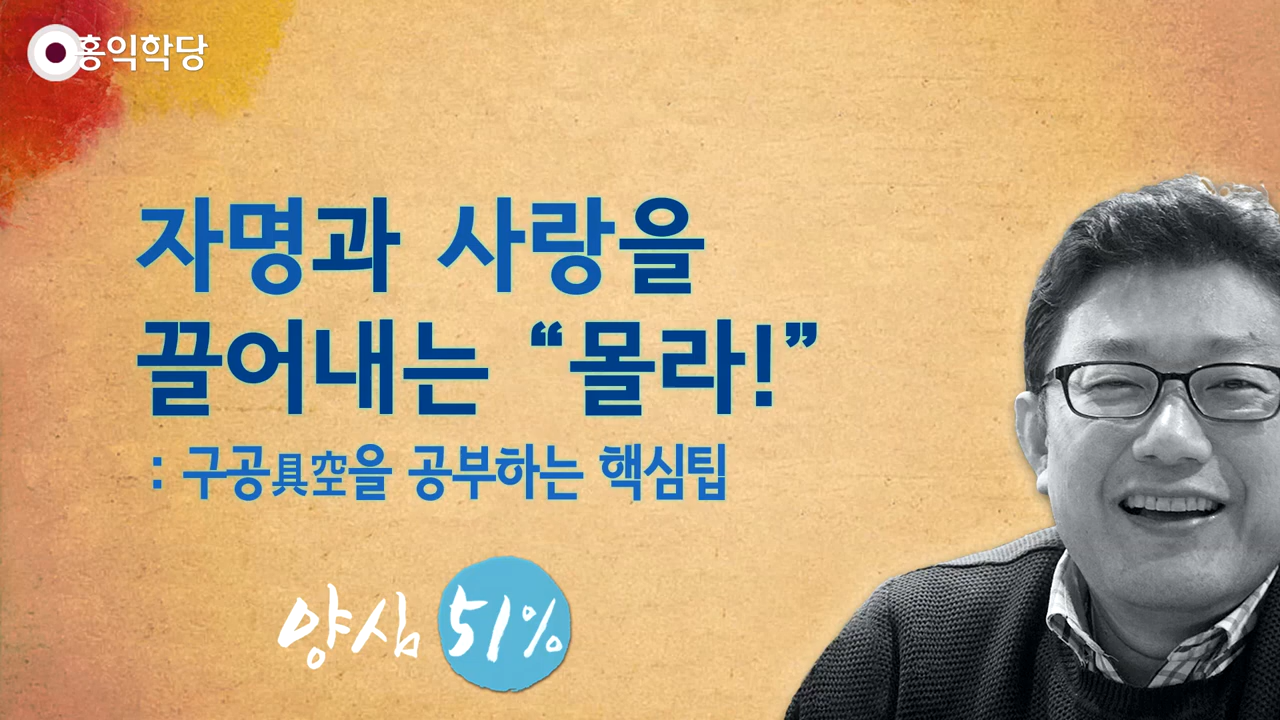 홍익학당
자명과 사랑을
끌어내는 “몰라!”
: 구공具空을 공부하는 핵심팁
양심 51%